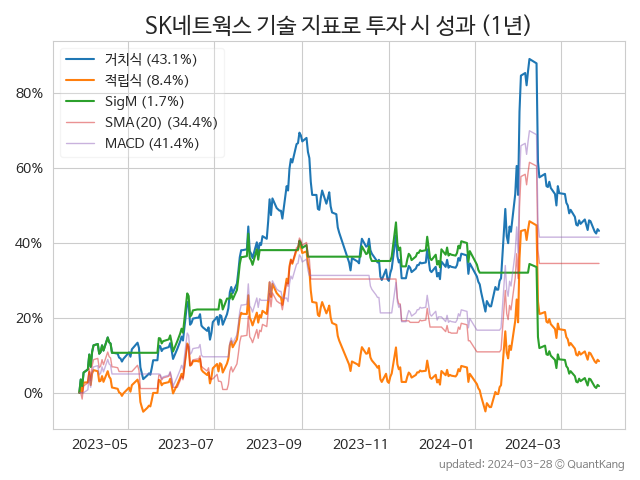 SK네트웍스 기술 지표로 투자 시 성과 (1년)
거치식 (43.1%)
적립식 (8.4%)
SigM (1.7%)
SMA(20) (34.4%)
MACD (41.4%)
80%
60%
40%
20%
0%
2023-05 2023-07 2023-09 2023-11 2024-01 2024-03
updated: 2024-03-28 © QuantKang